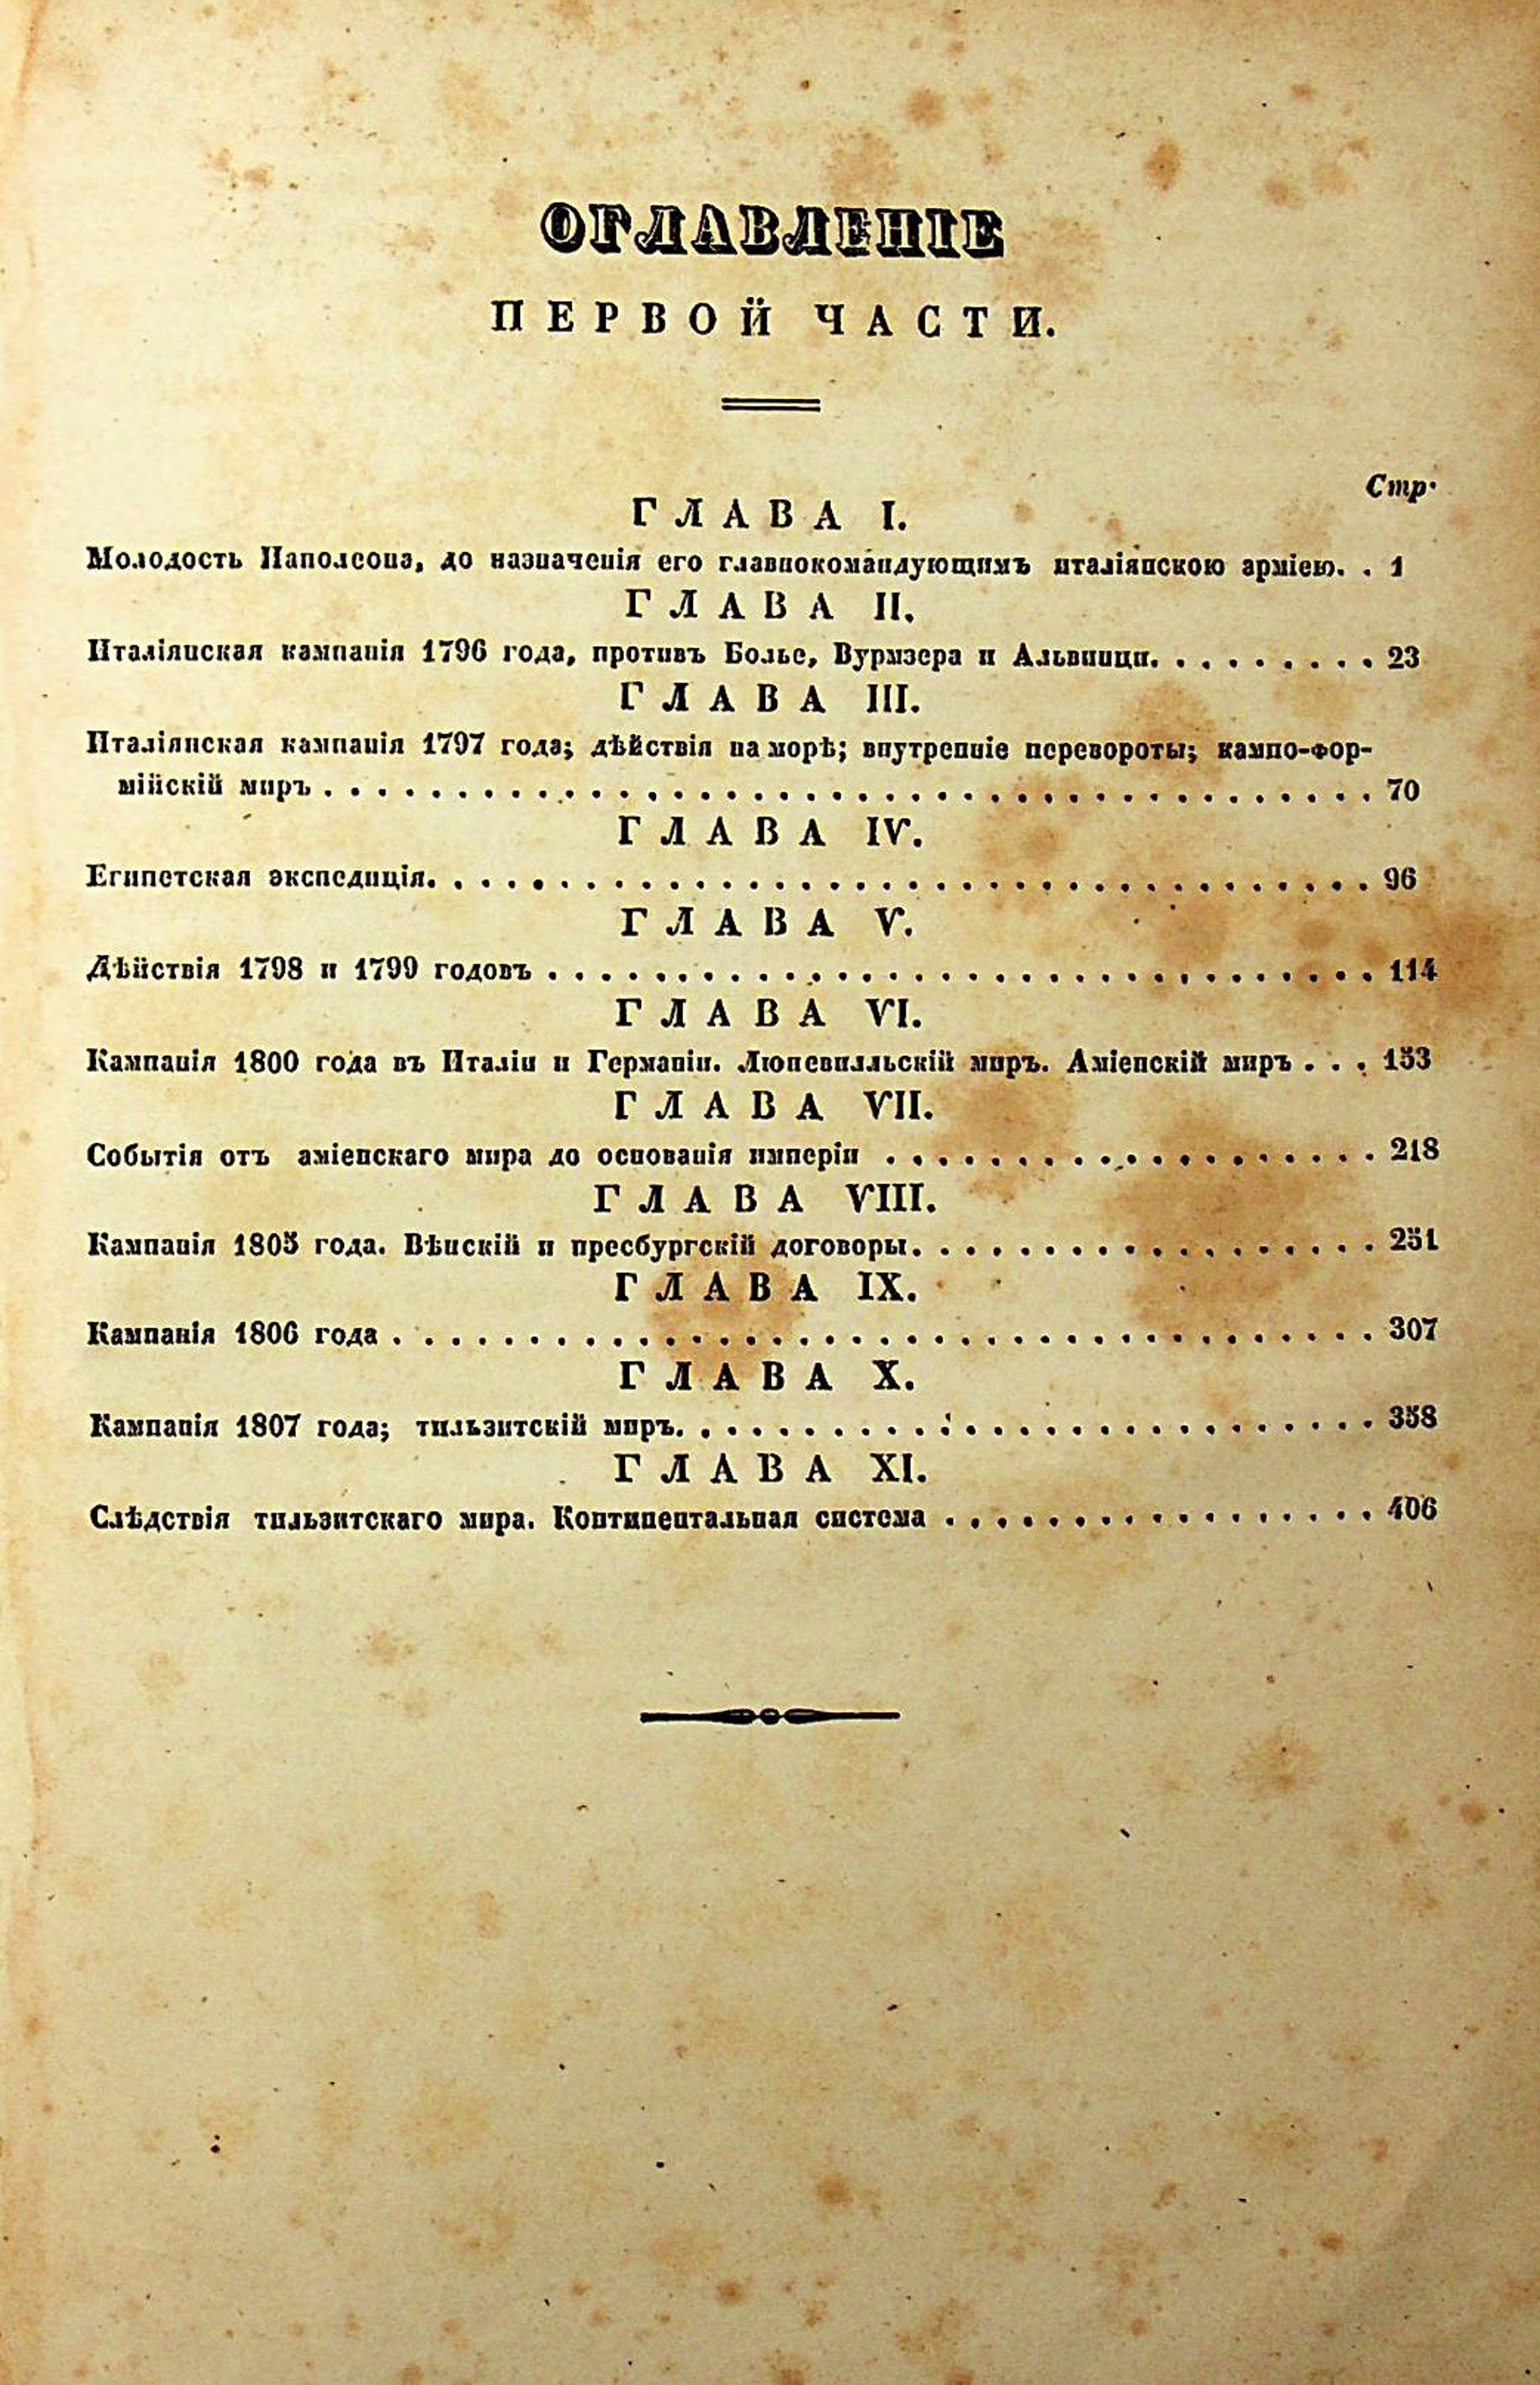 ОГЛАВЛЕНІЕ
ПЕРВОЙ ЧАСТИ.
Стр.
ГЛАВА I.
Молодость Наполеона, до назначенія его главнокомандующимъ италіянскою арміею. . 1
ГЛАВА II.
Италіянская кампанія 1796 года, противъ Болье, Вурмзера и Альвинци. . . . . . . . . 23
ГЛАВА III.
Италіянская кампанія 1797 года; дѣйствія на морѣ; внутренніе перевороты; кампо-фор-
мійскій миръ . . . . . . . . . . . . . . . . . . . . . . . . . . . . . . . . . . . . . . . . 70
ГЛАВА IV.
Египетская экспедиція. . . . . . . . . . . . . . . . . . . . . . . . . . . . . . . . . . . . 96
ГЛАВА V.
Дѣйствія 1798 и 1799 годовъ . . . . . . . . . . . . . . . . . . . . . . . . . . . . . . . . 114
ГЛАВА VI.
Кампанія 1800 года въ Италіи и Германіи. Люневилльскій миръ. Аміенскій миръ . . . 153
ГЛАВА VII.
Событія отъ аміенскаго мира до основанія имперіи . . . . . . . . . . . . . . . . . . . 218
ГЛАВА VIII.
Кампанія 1805 года. Вѣнскій и пресбургскій договоры. . . . . . . . . . . . . . . . . . 251
ГЛАВА IX.
Кампанія 1806 года . . . . . . . . . . . . . . . . . . . . . . . . . . . . . . . . . . . . . 307
ГЛАВА X.
Кампанія 1807 года; тильзитскій миръ. . . . . . . . . . . . . . . . . . . . . . . . . . . 358
ГЛАВА XI.
Слѣдствія тильзитскаго мира. Континентальная система . . . . . . . . . . . . . . . . . 406